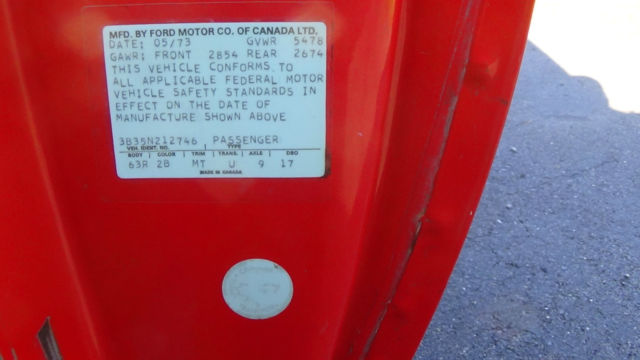 MFD. BY FORD MOTOR CO. OF CANADA LTD.
DATE: 05/73 GVWR 5478
GAWR: FRONT 2854 REAR 2674
THIS VEHICLE CONFORMS TO
ALL APPLICABLE FEDERAL MOTOR
VEHICLE SAFETY STANDARDS IN
EFFECT ON THE DATE OF
MANUFACTURE SHOWN ABOVE
3B35N212746 PASSENGER
VEH. IDENT. NO. TYPE
BODY COLOR TRIM TRANS. AXLE DSO
63R 2B MT U 9 17
MADE IN CANADA